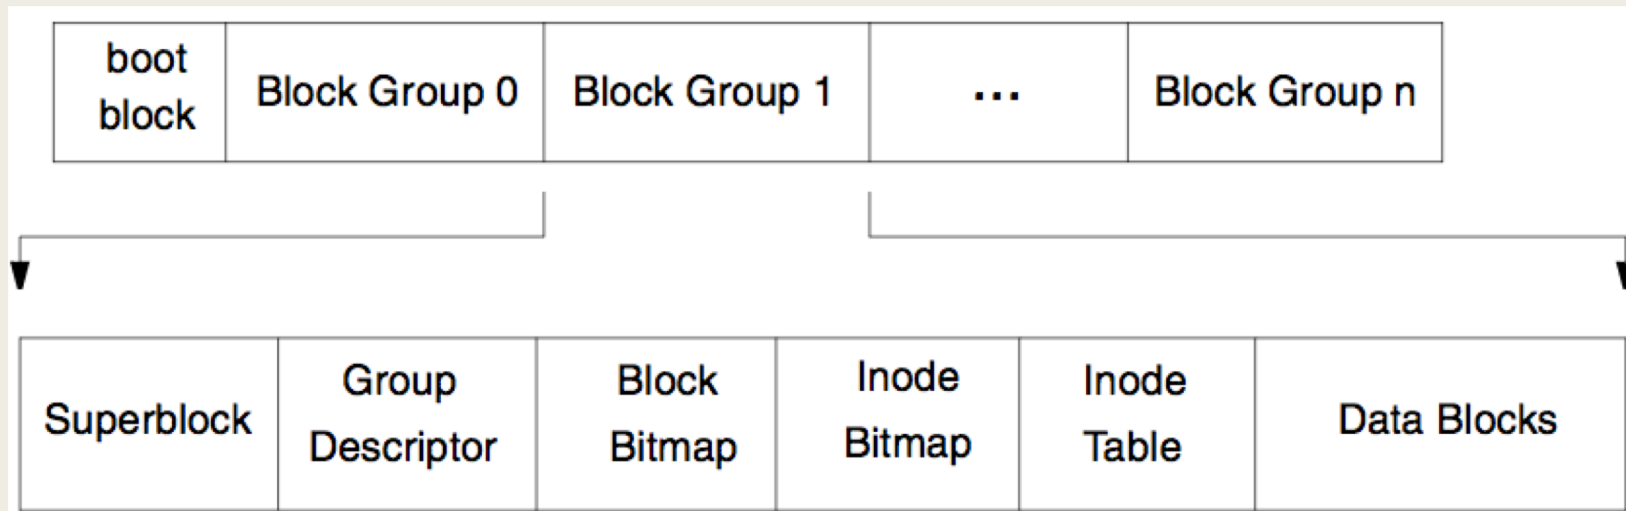 boot
block
Block Group 0
Block Group 1
...
Block Group n
Superblock
Group
Descriptor
Block
Bitmap
Inode
Bitmap
Inode
Table
Data Blocks